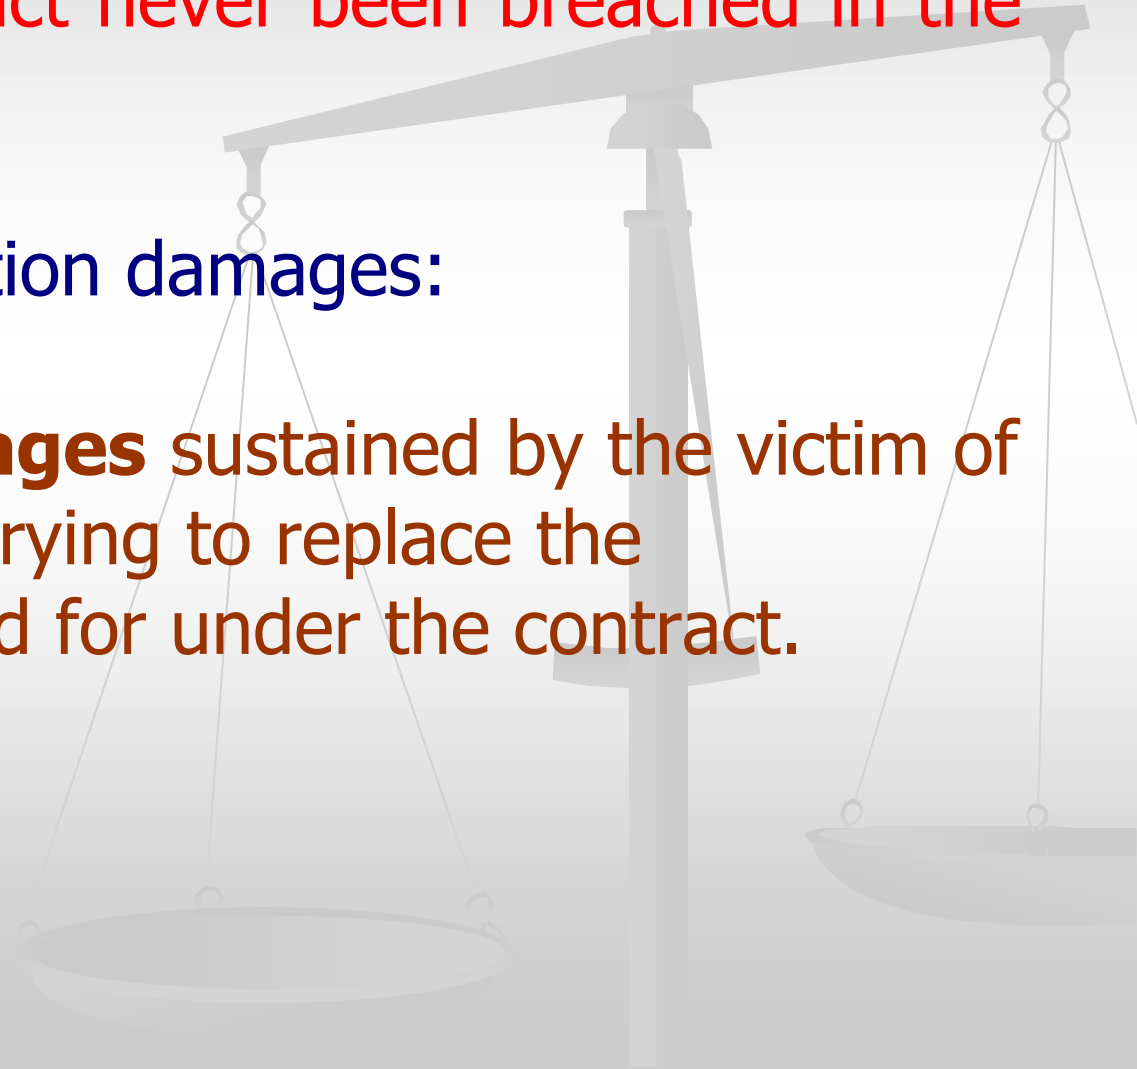 ct never been breached in the
tion damages:
ages sustained by the victim of
rying to replace the
d for under the contract.